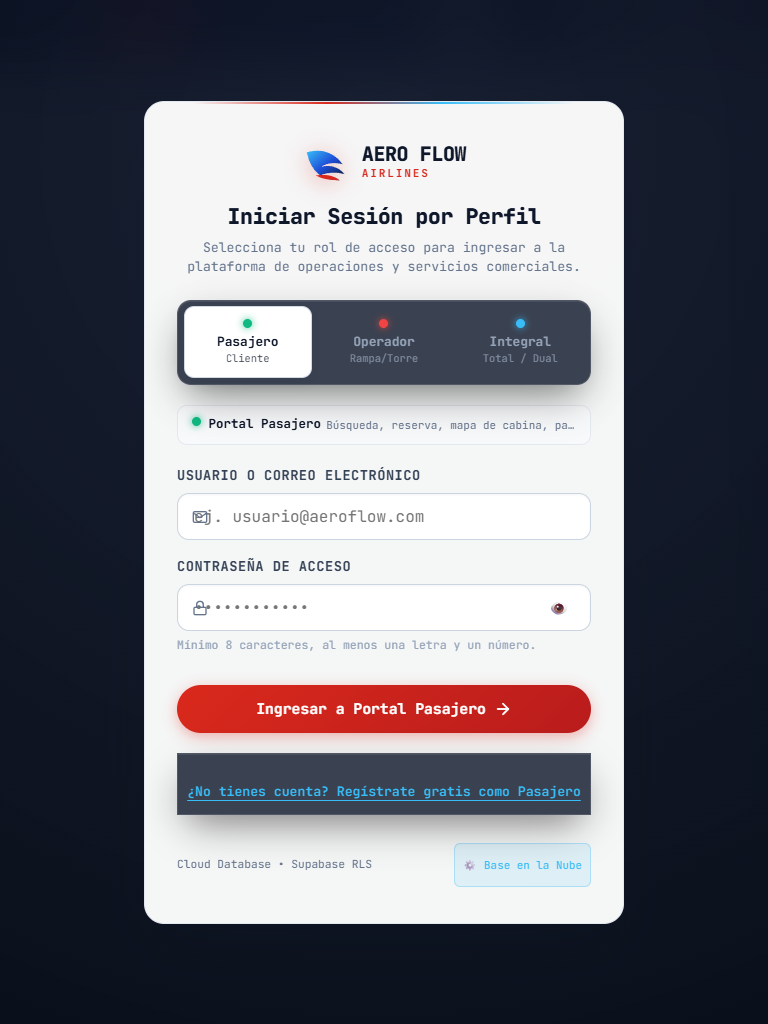 AERO FLOW
AIRLINES
Iniciar Sesión por Perfil
Selecciona tu rol de acceso para ingresar a la
plataforma de operaciones y servicios comerciales.
Pasajero
Cliente
Operador
Rampa/Torre
Integral
Total / Dual
Portal Pasajero Búsqueda, reserva, mapa de cabina, pa…
USUARIO O CORREO ELECTRÓNICO
ej. usuario@aeroflow.com
CONTRASEÑA DE ACCESO
••••••••••••
Mínimo 8 caracteres, al menos una letra y un número.
Ingresar a Portal Pasajero →
¿No tienes cuenta? Regístrate gratis como Pasajero
Cloud Database • Supabase RLS
Base en la Nube